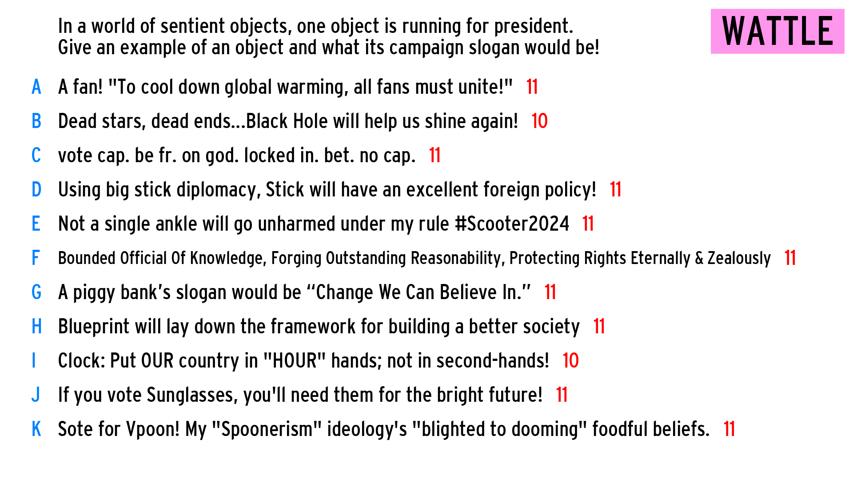 In a world of sentient objects, one object is running for president.
Give an example of an object and what its campaign slogan would be!
WATTLE
A A fan! "To cool down global warming, all fans must unite!" 11
B Dead stars, dead ends...Black Hole will help us shine again! 10
C vote cap. be fr. on god. locked in. bet. no cap. 11
D Using big stick diplomacy, Stick will have an excellent foreign policy! 11
E Not a single ankle will go unharmed under my rule #Scooter2024 11
F Bounded Official Of Knowledge, Forging Outstanding Reasonability, Protecting Rights Eternally & Zealously 11
G A piggy bank's slogan would be “Change We Can Believe In.” 11
H Blueprint will lay down the framework for building a better society 11
I Clock: Put OUR country in "HOUR" hands; not in second-hands! 10
J If you vote Sunglasses, you'll need them for the bright future! 11
K Sote for Vpoon! My "Spoonerism" ideology's "blighted to dooming" foodful beliefs. 11